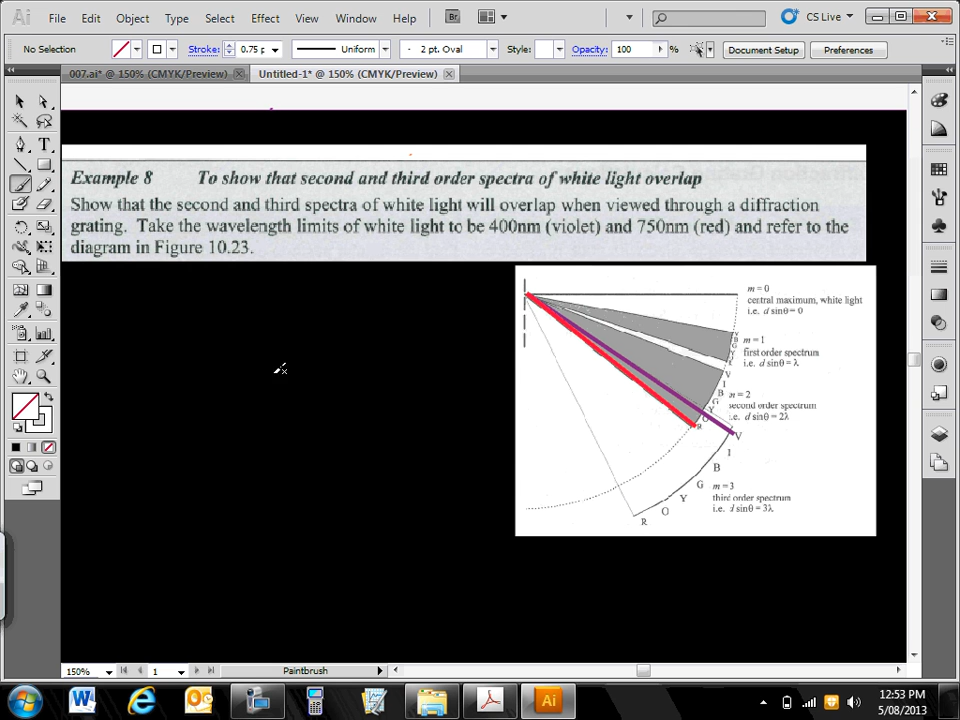 Ai
File Edit Object Type Select Effect View Window Help Br CS Live
No Selection Stroke: 0.75 p Uniform 2 pt. Oval Style: Opacity: 100 % Document Setup Preferences
007.ai* @ 150% (CMYK/Preview) Untitled-1* @ 150% (CMYK/Preview)
Example 8 To show that second and third order spectra of white light overlap
Show that the second and third spectra of white light will overlap when viewed through a diffraction
grating. Take the wavelength limits of white light to be 400nm (violet) and 750nm (red) and refer to the
diagram in Figure 10.23.
m = 0
central maximum, white light
i.e. d sinθ = 0
m = 1
first order spectrum
i.e. d sinθ = λ
V
I
B
G
Y
O
R
m = 2
second order spectrum
i.e. d sinθ = 2λ
V
I
B
G
Y
O
R
m = 3
third order spectrum
i.e. d sinθ = 3λ
150% 1 Paintbrush
W Ai
12:53 PM
5/08/2013